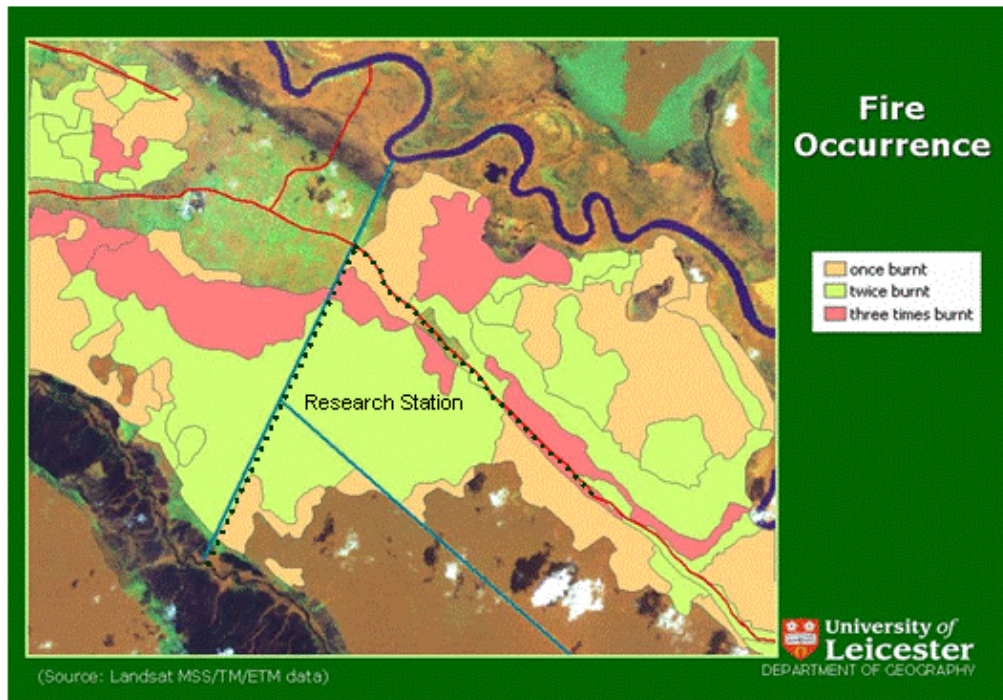 Fire
Occurrence
once burnt
twice burnt
three times burnt
Research Station
University of
Leicester
DEPARTMENT OF GEOGRAPHY
(Source: Landsat MSS/TM/ETM data)